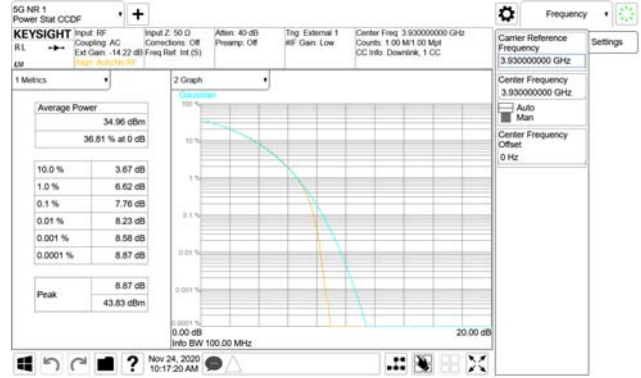 5G NR 1
Power Stat CCDF
Frequency
KEYSIGHT
RL
Input: RF
Coupling: AC
Ext Gain: -14.22 dB
Align: Auto/No RF
Input Z: 50 Ω
Corrections: Off
Freq Ref: Int (S)
Atten: 40 dB
Preamp: Off
Trig: External 1
#IF Gain: Low
Center Freq: 3.930000000 GHz
Counts: 1.00 M/1.00 Mpt
CC Info: Downlink, 1 CC
Carrier Reference
Frequency
3.930000000 GHz
Settings
Center Frequency
3.930000000 GHz
Auto
Man
Center Frequency
Offset
0 Hz
1 Metrics
Average Power
34.96 dBm
36.81 % at 0 dB
10.0 % 3.67 dB
1.0 % 6.62 dB
0.1 % 7.76 dB
0.01 % 8.23 dB
0.001 % 8.58 dB
0.0001 % 8.87 dB
Peak
8.87 dB
43.83 dBm
2 Graph
Gaussian
100 %
10 %
1 %
0.1 %
0.01 %
0.001 %
0.0001 %
0.00 dB
20.00 dB
Info BW 100.00 MHz
Nov 24, 2020
10:17:20 AM